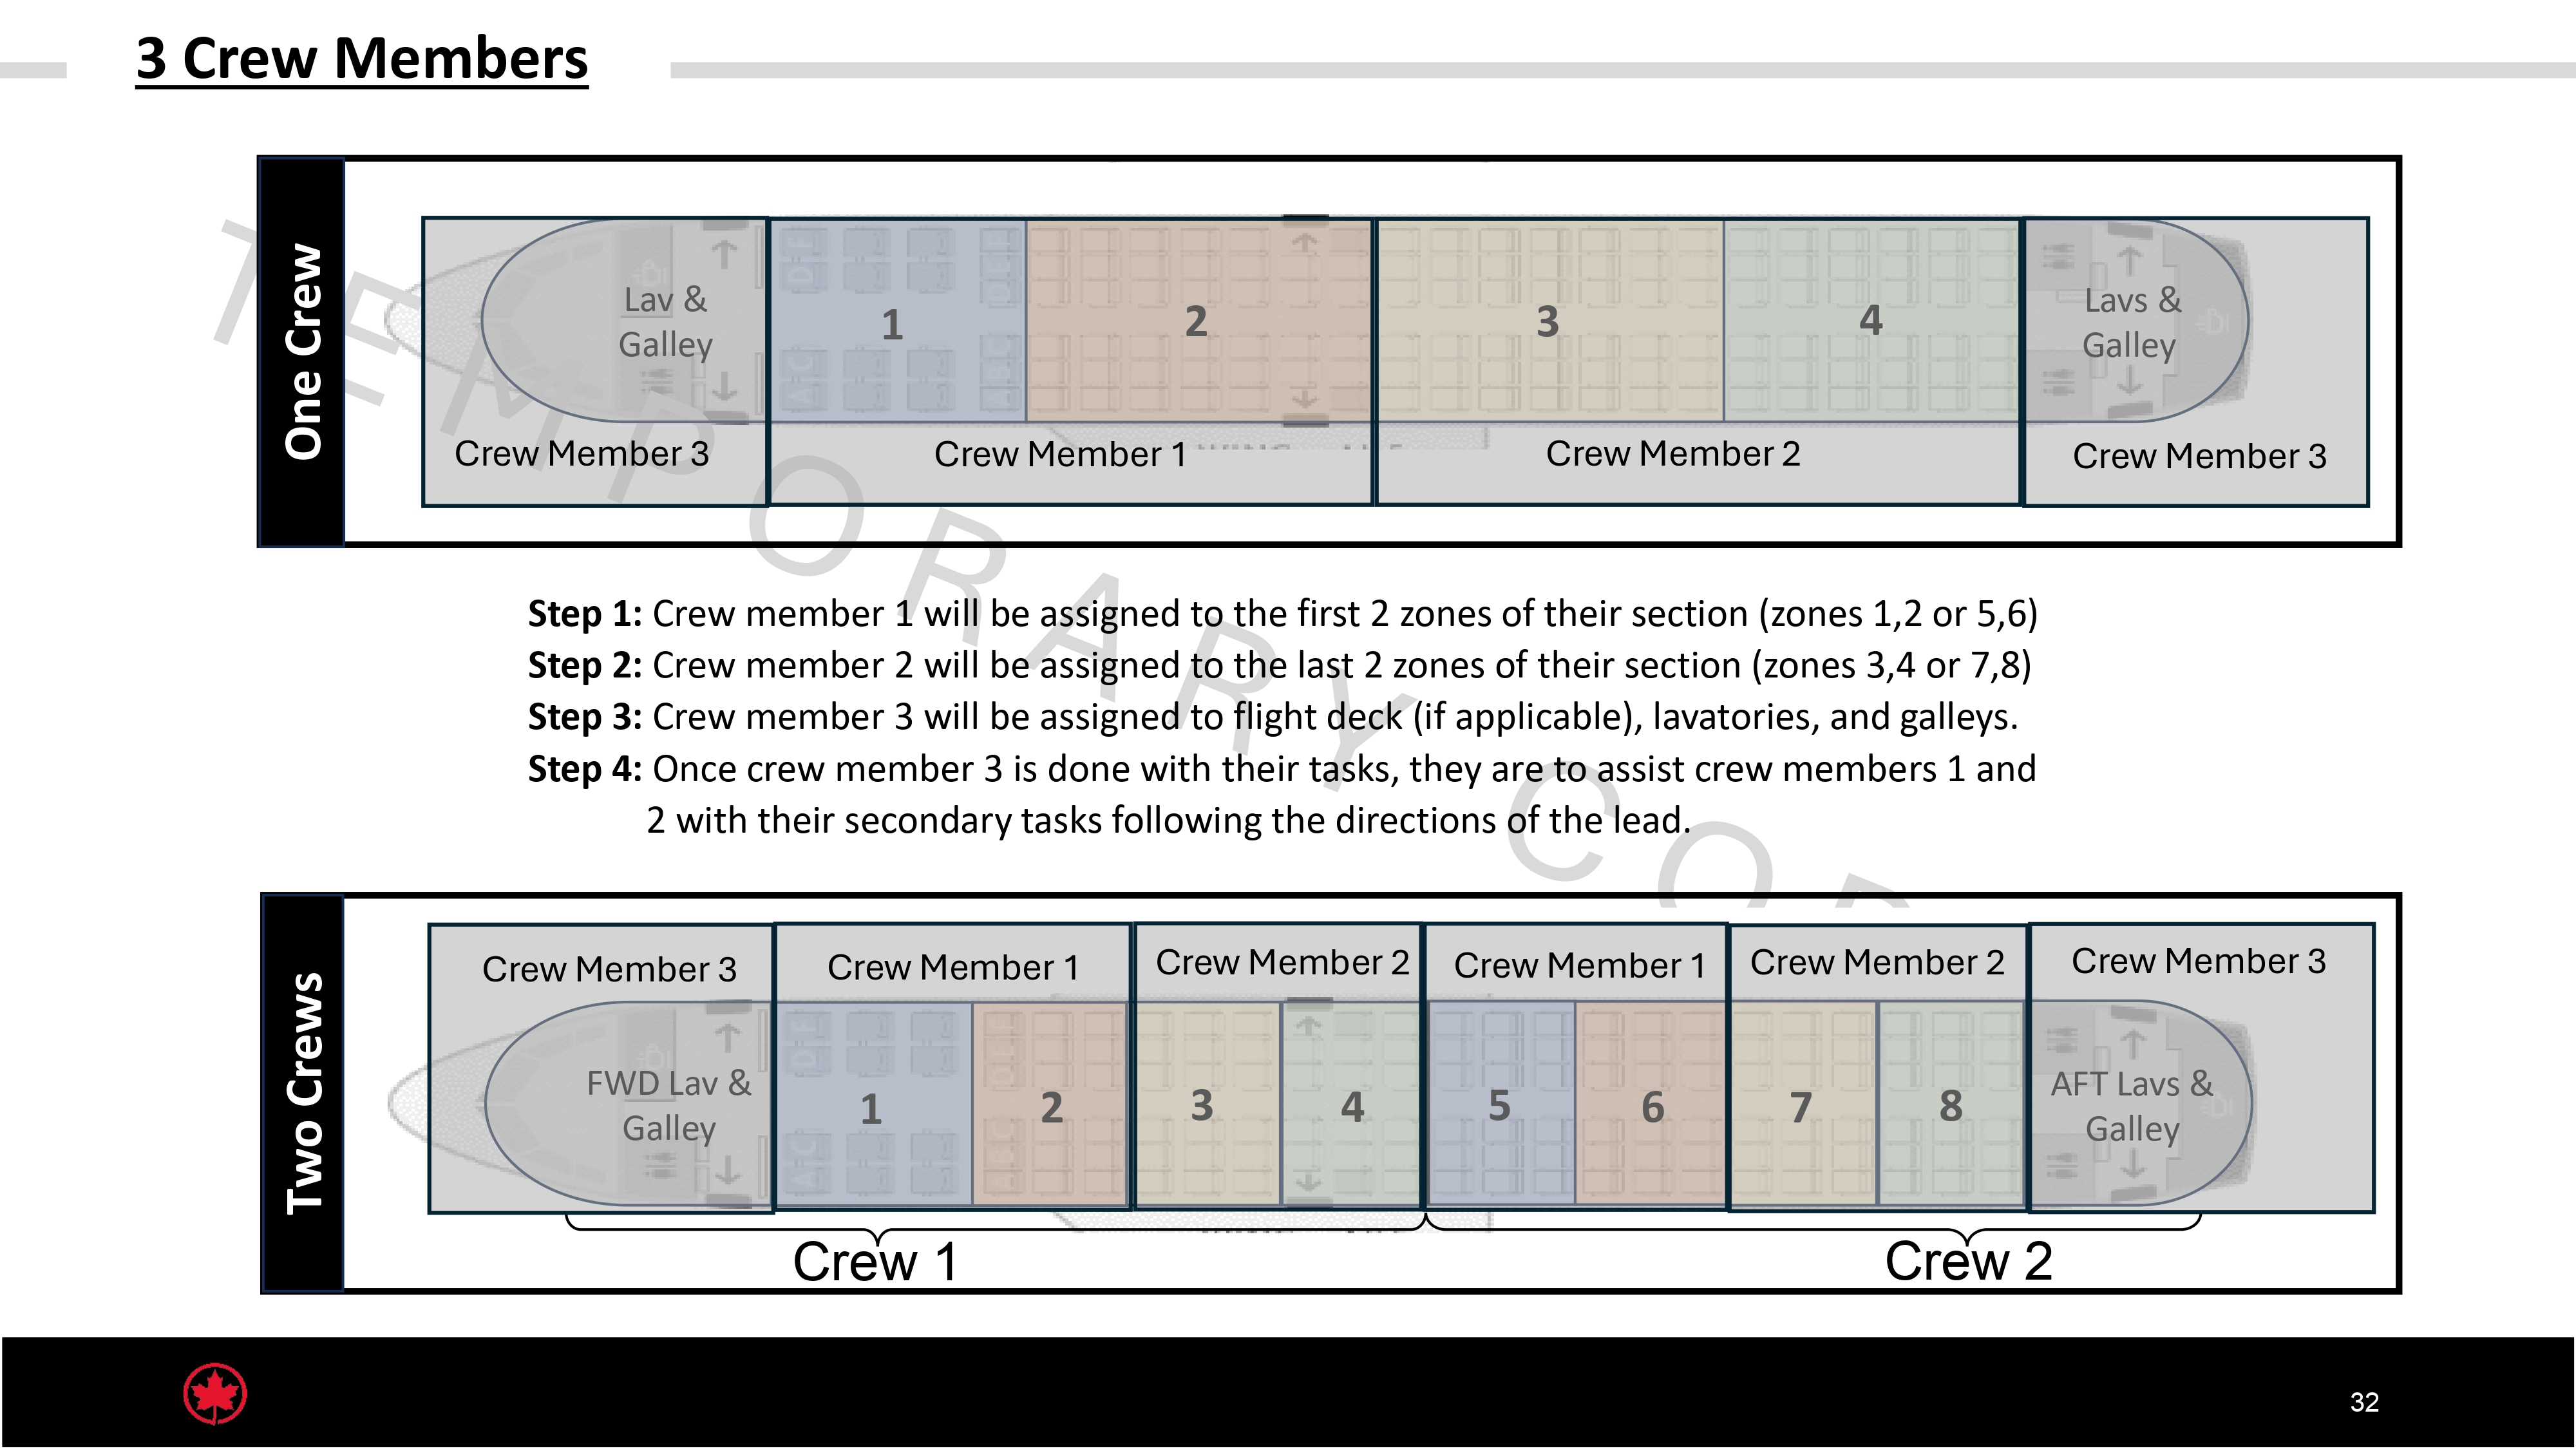 3 Crew Members
One Crew
Lav &
Galley
1
2
3
4
Lavs &
Galley
Crew Member 3
Crew Member 1
Crew Member 2
Crew Member 3
Step 1: Crew member 1 will be assigned to the first 2 zones of their section (zones 1,2 or 5,6)
Step 2: Crew member 2 will be assigned to the last 2 zones of their section (zones 3,4 or 7,8)
Step 3: Crew member 3 will be assigned to flight deck (if applicable), lavatories, and galleys.
Step 4: Once crew member 3 is done with their tasks, they are to assist crew members 1 and
2 with their secondary tasks following the directions of the lead.
Two Crews
Crew Member 3
Crew Member 1
Crew Member 2
Crew Member 1
Crew Member 2
Crew Member 3
FWD Lav &
Galley
1
2
3
4
5
6
7
8
AFT Lavs &
Galley
Crew 1
Crew 2
32
TEMPORARY